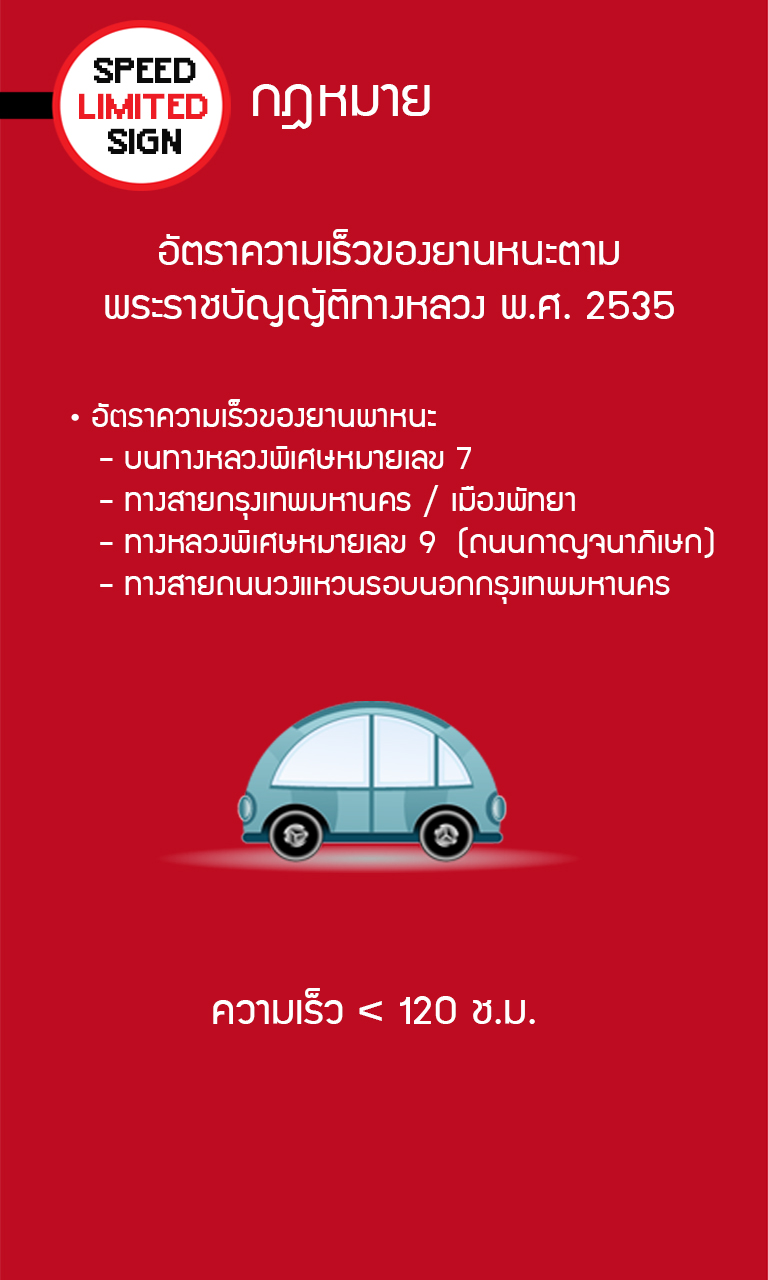 SPEED
LIMITED
SIGN
กฎหมาย
อัตราความเร็วของยานหนะตาม
พระราชบัญญัติทางหลวง พ.ศ. 2535
• อัตราความเร็วของยานพาหนะ
- บนทางหลวงพิเศษหมายเลข 7
- ทางสายกรุงเทพมหานคร / เมืองพัทยา
- ทางหลวงพิเศษหมายเลข 9 (ถนนกาญจนาภิเษก)
- ทางสายถนนวงแหวนรอบนอกกรุงเทพมหานคร
ความเร็ว < 120 ช.ม.